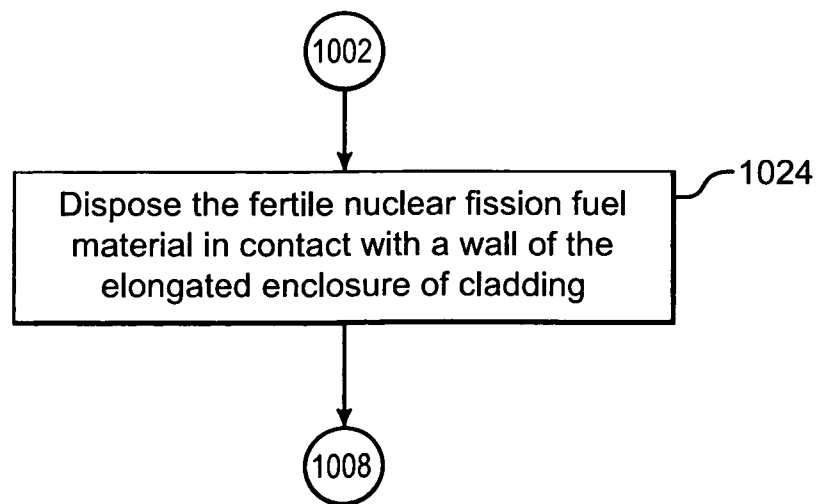 1002
1024
Dispose the fertile nuclear fission fuel
material in contact with a wall of the
elongated enclosure of cladding
1008